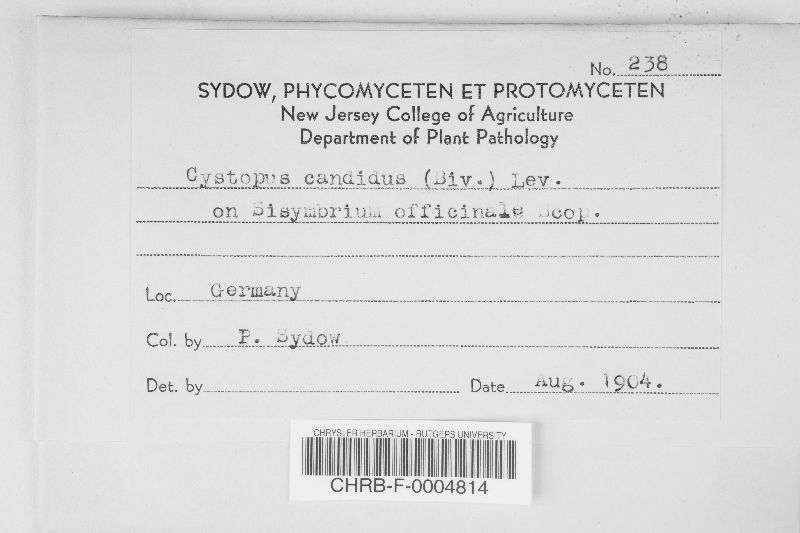 No. 238
SYDOW, PHYCOMYCETEN ET PROTOMYCETEN
New Jersey College of Agriculture
Department of Plant Pathology
Cystopus candidus (Biv.) Lev.
on Sisymbrium officinale Scop.
Loc. Germany
Col. by P. Sydow
Det. by Date Aug. 1904.
CHRYSLER HERBARIUM - RUTGERS UNIVERSITY
CHRB-F-0004814